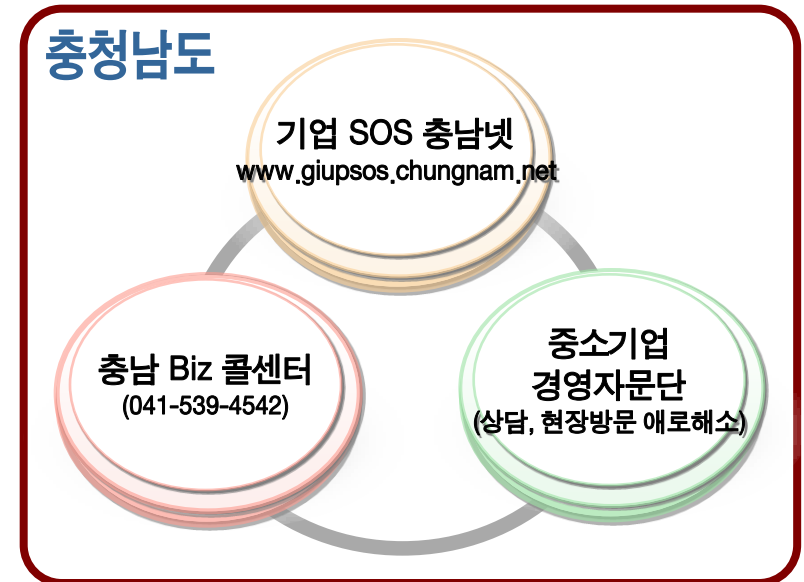 충청남도
기업 SOS 충남넷
www.giupsos.chungnam.net
충남 Biz 콜센터
(041-539-4542)
중소기업
경영자문단
(상담, 현장방문 애로해소)